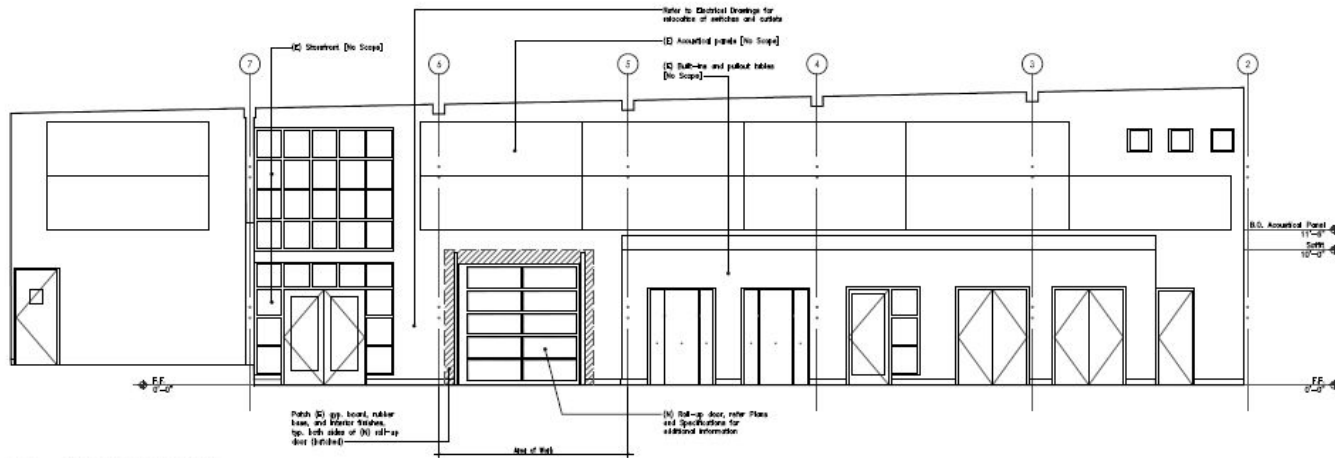 Refer to Electrical Drawings for
relocation of switches and outlets
(E) Storefront [No Scope]
(E) Acoustical panels [No Scope]
(E) Built-ins and pullout tables
[No Scope]
7
6
5
4
3
2
B.O. Acoustical Panel
11'-6"
Soffit
10'-0"
F.F.
0'-0"
F.F.
0'-0"
Patch (E) gyp. board, rubber
base, and interior finishes,
typ. both sides of (N) roll-up
door (hatched)
(N) Roll-up door, refer Plans
and Specifications for
additional information
Area of Work